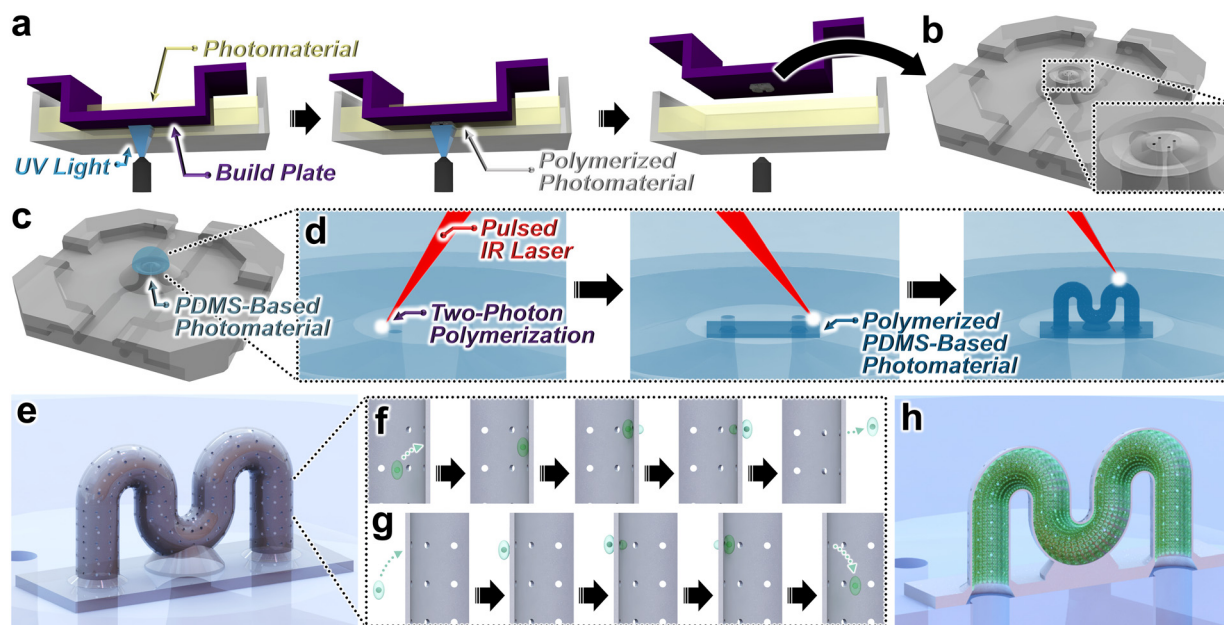 a
Photomaterial
UV Light
Build Plate
Polymerized
Photomaterial
b
c
PDMS-Based
Photomaterial
d
Pulsed
IR Laser
Two-Photon
Polymerization
Polymerized
PDMS-Based
Photomaterial
e
f
g
h